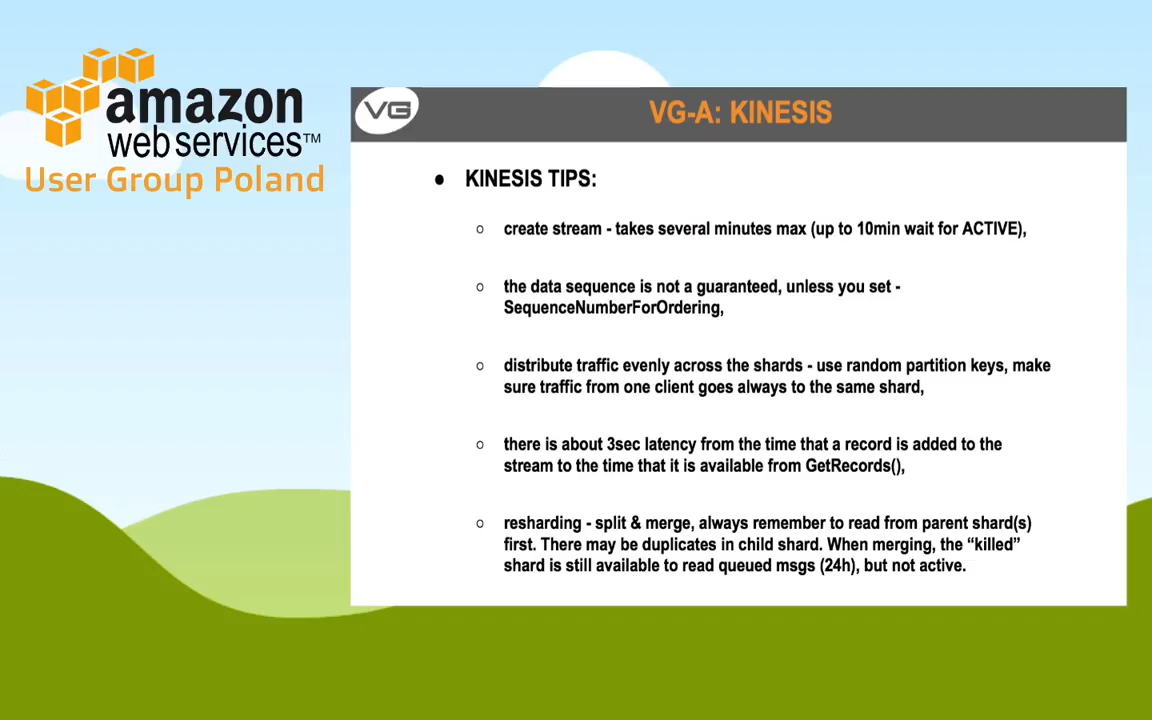 amazon
webservices™
User Group Poland
VG
VG-A: KINESIS
● KINESIS TIPS:
○ create stream - takes several minutes max (up to 10min wait for ACTIVE),
○ the data sequence is not a guaranteed, unless you set -
SequenceNumberForOrdering,
○ distribute traffic evenly across the shards - use random partition keys, make
sure traffic from one client goes always to the same shard,
○ there is about 3sec latency from the time that a record is added to the
stream to the time that it is available from GetRecords(),
○ resharding - split & merge, always remember to read from parent shard(s)
first. There may be duplicates in child shard. When merging, the “killed”
shard is still available to read queued msgs (24h), but not active.